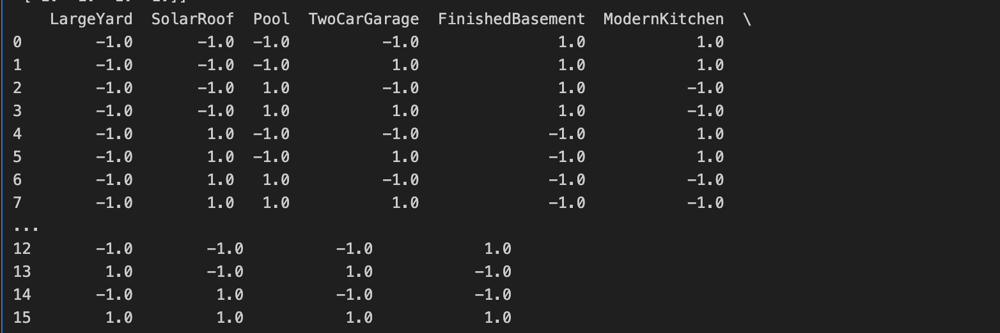 LargeYard SolarRoof Pool TwoCarGarage FinishedBasement ModernKitchen \
0 -1.0 -1.0 -1.0 -1.0 1.0 1.0
1 -1.0 -1.0 -1.0 1.0 1.0 1.0
2 -1.0 -1.0 1.0 -1.0 1.0 -1.0
3 -1.0 -1.0 1.0 1.0 1.0 -1.0
4 -1.0 1.0 -1.0 -1.0 -1.0 1.0
5 -1.0 1.0 -1.0 1.0 -1.0 1.0
6 -1.0 1.0 1.0 -1.0 -1.0 -1.0
7 -1.0 1.0 1.0 1.0 -1.0 -1.0
...
12 -1.0 -1.0 -1.0 1.0
13 1.0 -1.0 1.0 -1.0
14 -1.0 1.0 -1.0 -1.0
15 1.0 1.0 1.0 1.0